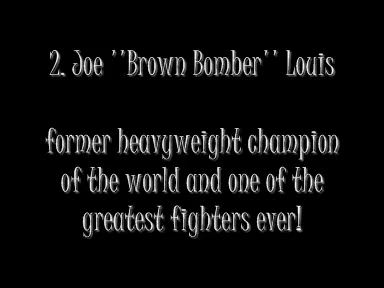 2. Joe "Brown Bomber" Louis
former heavyweight champion
of the world and one of the
greatest fighters ever!